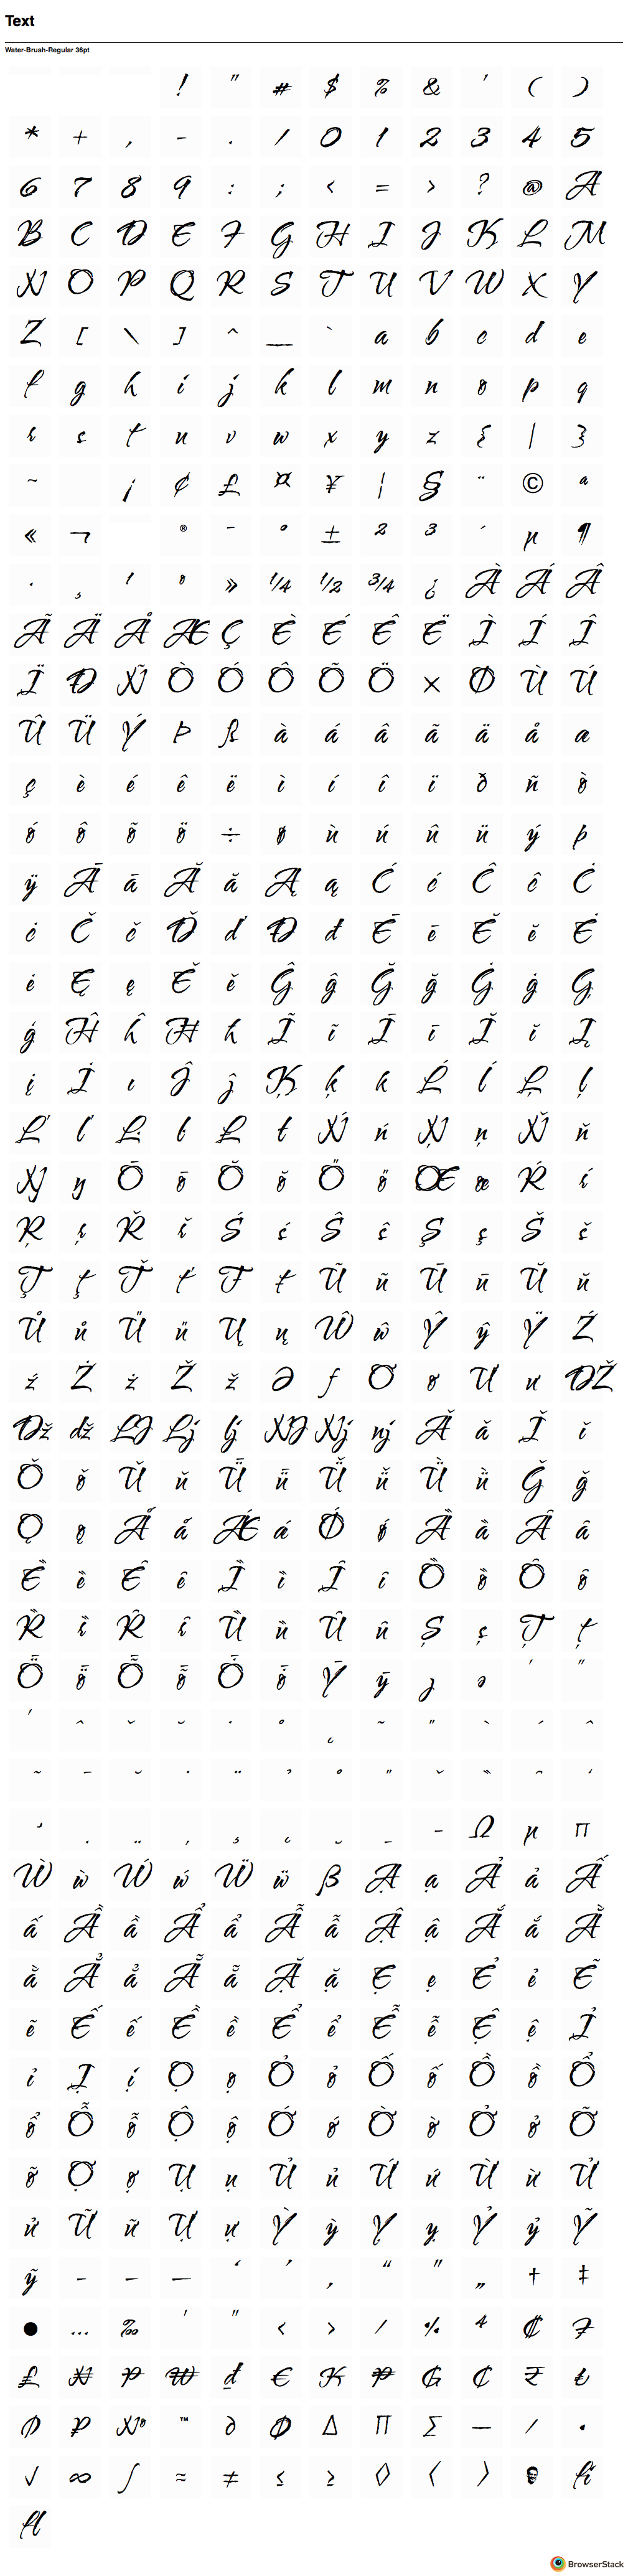 Text
Water-Brush-Regular 36pt
! " # $ % & ' ( )
* + , - . / 0 1 2 3 4 5
6 7 8 9 : ; < = > ? @ A
B C D E F G H I J K L M
N O P Q R S T U V W X Y
Z [ \ ] ^ _ ` a b c d e
f g h i j k l m n o p q
r s t u v w x y z { | }
~ ¡ ¢ £ ¤ ¥ ¦ § ¨ © ª
« ¬ ® ¯ ° ± ² ³ ´ µ ¶
· ¸ ¹ º » ¼ ½ ¾ ¿ À Á Â
Ã Ä Å Æ Ç È É Ê Ë Ì Í Î
Ï Ð Ñ Ò Ó Ô Õ Ö × Ø Ù Ú
Û Ü Ý Þ ß à á â ã ä å æ
ç è é ê ë ì í î ï ð ñ ò
ó ô õ ö ÷ ø ù ú û ü ý þ
ÿ Ā ā Ă ă Ą ą Ć ć Ĉ ĉ Ċ
ċ Č č Ď ď Đ đ Ē ē Ĕ ĕ Ė
ė Ę ę Ě ě Ĝ ĝ Ğ ğ Ġ ġ Ģ
ģ Ĥ ĥ Ħ ħ Ĩ ĩ Ī ī Ĭ ĭ Į
į İ ı Ĵ ĵ Ķ ķ ĸ Ĺ ĺ Ļ ļ
Ľ ľ Ŀ ŀ Ł ł Ń ń Ņ ņ Ň ň
Ŋ ŋ Ō ō Ŏ ŏ Ő ő Œ œ Ŕ ŕ
Ŗ ŗ Ř ř Ś ś Ŝ ŝ Ş ş Š š
Ţ ţ Ť ť Ŧ ŧ Ũ ũ Ū ū Ŭ ŭ
Ů ů Ű ű Ų ų Ŵ ŵ Ŷ ŷ Ÿ Ź
ź Ż ż Ž ž Ə ƒ Ơ ơ Ư ư Ǆ
ǅ ǆ Ǉ ǈ ǉ Ǌ ǋ ǌ Ǎ ǎ Ǐ ǐ
Ǒ ǒ Ǔ ǔ Ǖ ǖ Ǘ ǘ Ǜ ǜ Ǧ ǧ
Ǫ ǫ Ǻ ǻ Ǽ ǽ Ǿ ǿ Ȁ ȁ Ȃ ȃ
Ȅ ȅ Ȇ ȇ Ȉ ȉ Ȋ ȋ Ȍ ȍ Ȏ ȏ
Ȑ ȑ Ȓ ȓ Ȕ ȕ Ȗ ȗ Ș ș Ț ț
Ȫ ȫ Ȭ ȭ Ȱ ȱ Ȳ ȳ ȷ ə ʹ ʺ
ʼ ˆ ˇ ˘ ˙ ˚ ˛ ˜ ˝ ̀ ́ ̂
̃ ̄ ̆ ̇ ̈ ̉ ̊ ̋ ̌ ̏ ̑ ̒
̛ ̣ ̤ ̦ ̧ ̨ ̮ ̱ - Ω μ π
Ẁ ẁ Ẃ ẃ Ẅ ẅ ẞ Ạ ạ Ả ả Ấ
ấ Ầ ầ Ẩ ẩ Ẫ ẫ Ậ ậ Ắ ắ Ằ
ằ Ẳ ẳ Ẵ ẵ Ặ ặ Ẹ ẹ Ẻ ẻ Ẽ
ẽ Ế ế Ề ề Ể ể Ễ ễ Ệ ệ Ỉ
ỉ Ị ị Ọ ọ Ỏ ỏ Ố ố Ồ ồ Ổ
ổ Ỗ ỗ Ộ ộ Ớ ớ Ờ ờ Ở ở Ỡ
ỡ Ợ ợ Ụ ụ Ủ ủ Ứ ứ Ừ ừ Ử
ử Ữ ữ Ự ự Ỳ ỳ Ỵ ỵ Ỷ ỷ Ỹ
ỹ – — ― ‘ ’ ‚ “ ” „ † ‡
• … ‰ ′ ″ ‹ › ⁄ ⁒ ⁴ ₡ ₣
₤ ₦ ₱ ₩ ₫ € ₭ ₱ ₲ ₵ ₹ ₺
₽ № ™ ∂ ∅ ∆ ∏ ∑ − ∕ ∙
√ ∞ ∫ ≈ ≠ ≤ ≥ ◊ ⟨ ⟩ fi
fl
BrowserStack